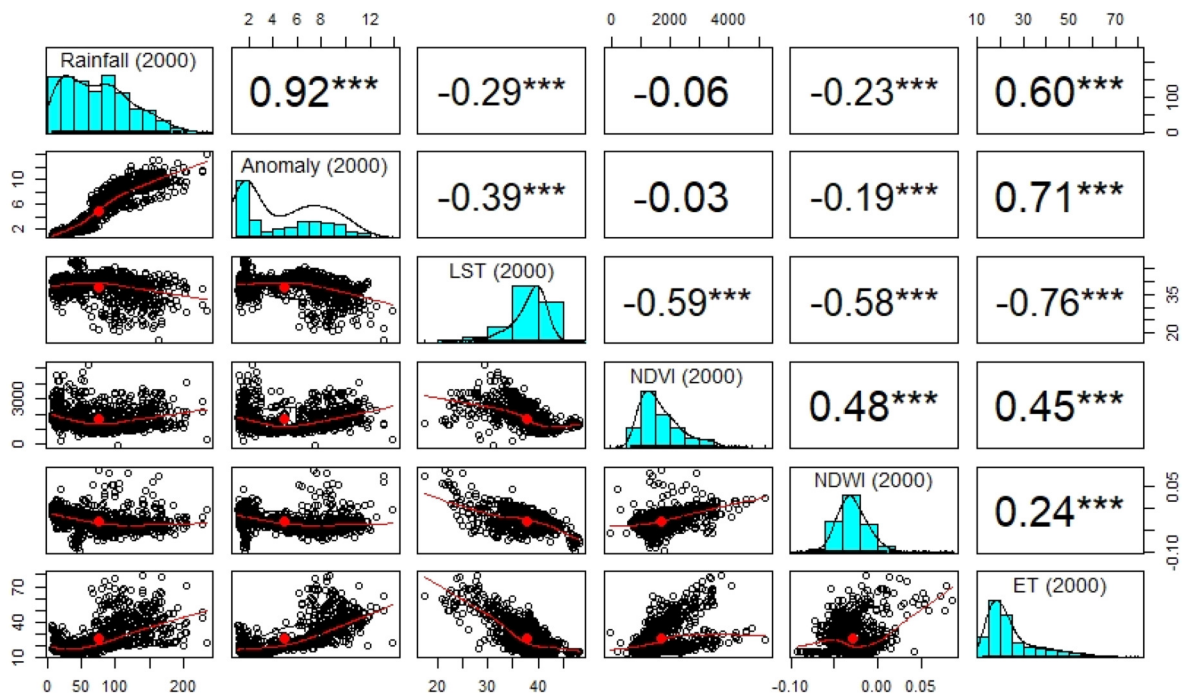 2 4 6 8 12
0 2000 4000
10 30 50 70
Rainfall (2000)
0.92***
-0.29***
-0.06
-0.23***
0.60***
0 100
2 6 10
Anomaly (2000)
-0.39***
-0.03
-0.19***
0.71***
LST (2000)
-0.59***
-0.58***
-0.76***
20 35
0 3000
NDVI (2000)
0.48***
0.45***
NDWI (2000)
0.24***
-0.10 0.05
10 40 70
ET (2000)
0 50 100 200
20 30 40
-0.10 0.00 0.05